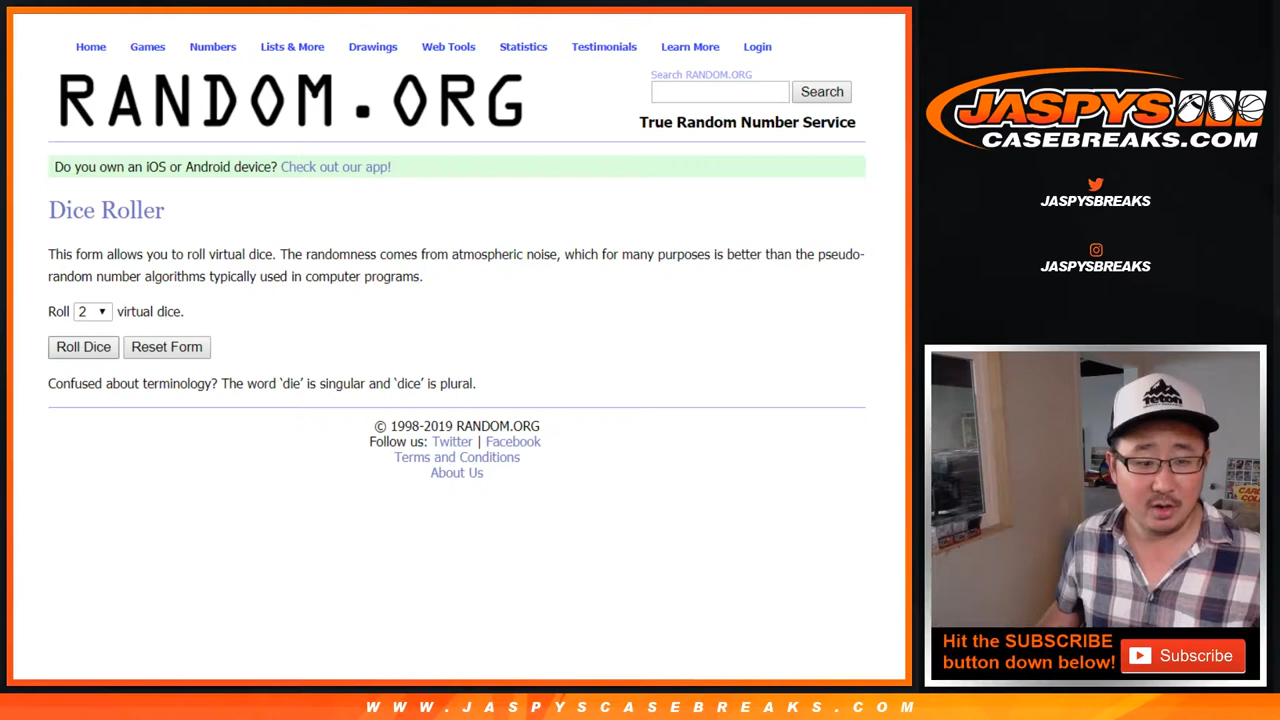 Home Games Numbers Lists & More Drawings Web Tools Statistics Testimonials Learn More Login
RANDOM.ORG
Search RANDOM.ORG
Search
True Random Number Service
Do you own an iOS or Android device? Check out our app!
Dice Roller
This form allows you to roll virtual dice. The randomness comes from atmospheric noise, which for many purposes is better than the pseudo-
random number algorithms typically used in computer programs.
Roll 2 virtual dice.
Roll Dice Reset Form
Confused about terminology? The word ‘die’ is singular and ‘dice’ is plural.
© 1998-2019 RANDOM.ORG
Follow us: Twitter | Facebook
Terms and Conditions
About Us
JASPYS
CASEBREAKS.COM
JASPYSBREAKS
JASPYSBREAKS
teton
Hit the SUBSCRIBE
button down below!
Subscribe
WWW.JASPYSCASEBREAKS.COM